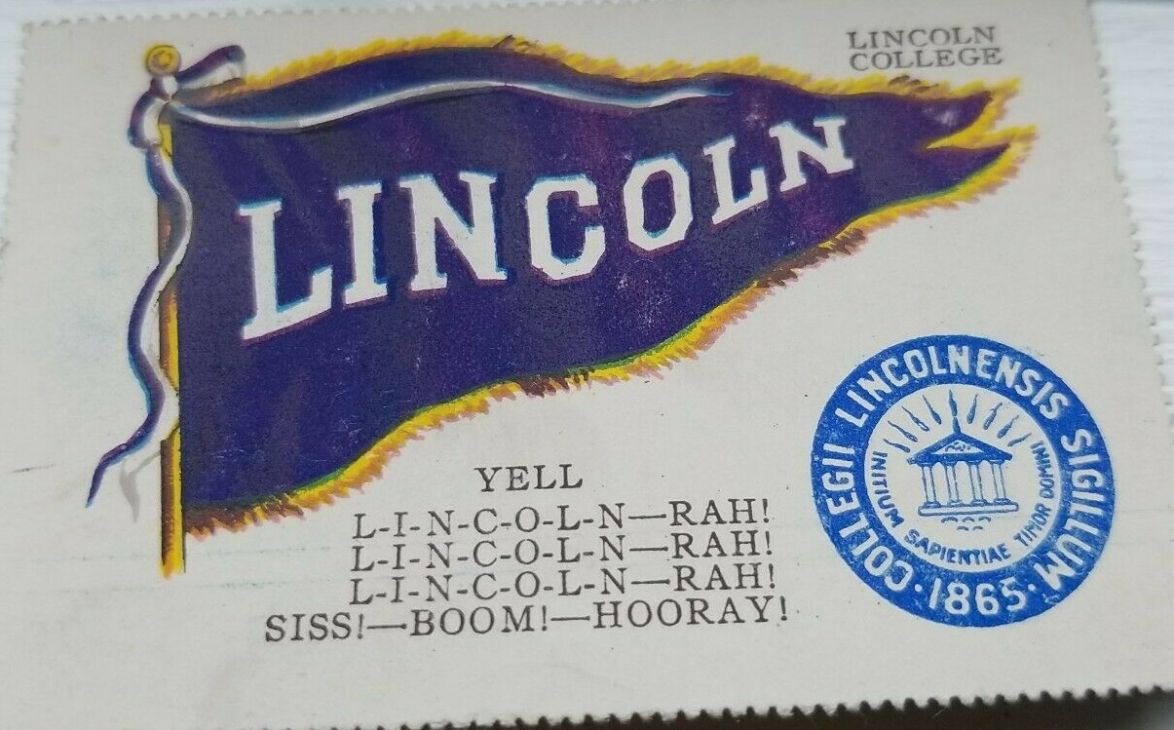 LINCOLN
COLLEGE
LINCOLN
YELL
L-I-N-C-O-L-N—RAH!
L-I-N-C-O-L-N—RAH!
L-I-N-C-O-L-N—RAH!
SISS!—BOOM!—HOORAY!
COLLEGII LINCOLNENSIS SIGILLUM
·1865·
INITIUM SAPIENTIAE TIMOR DOMINI